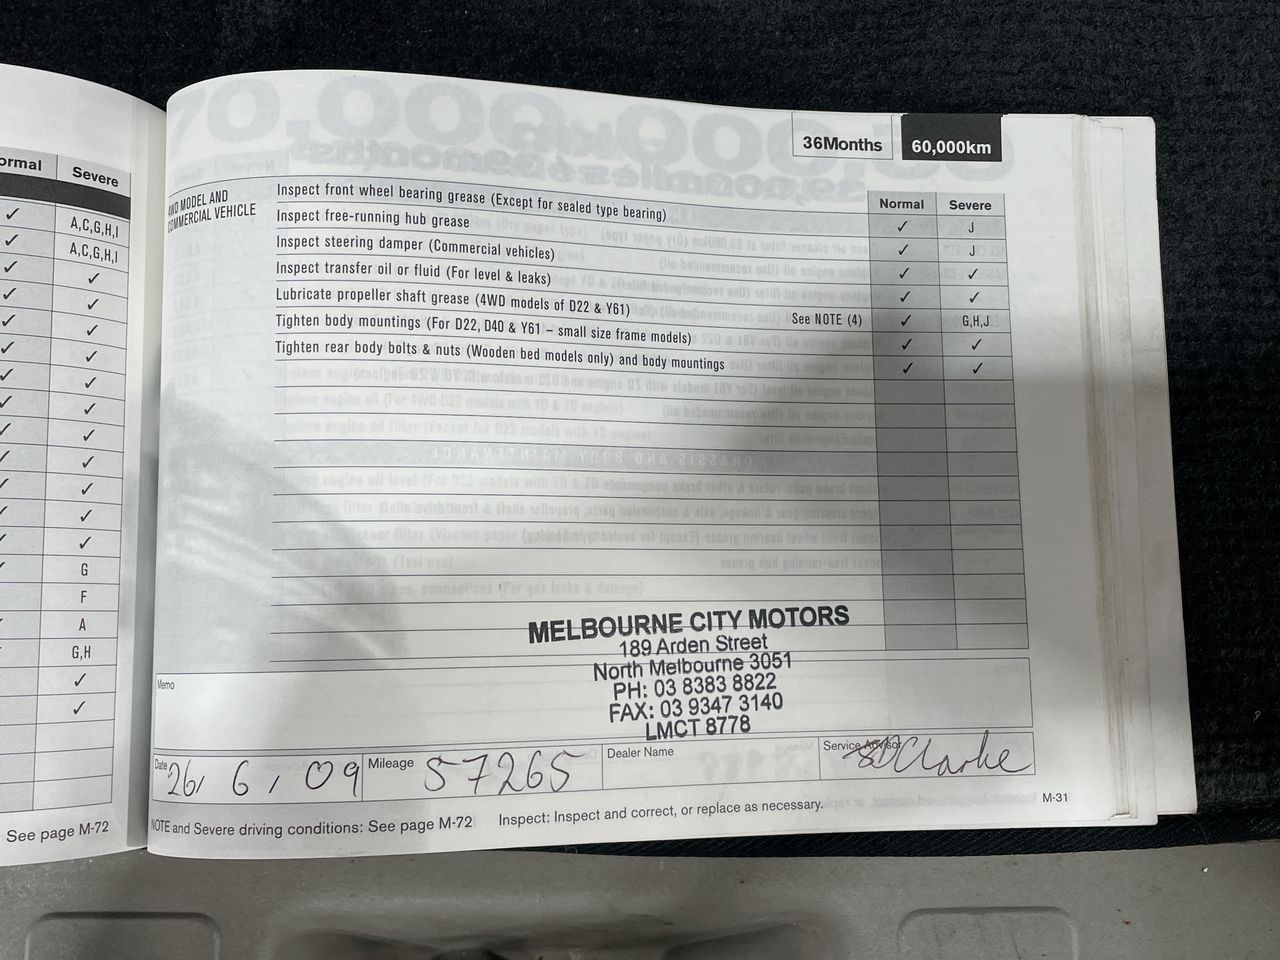 ormal Severe
✓ A,C,G,H,I
✓ A,C,G,H,I
✓ ✓
✓ ✓
✓ ✓
✓ ✓
✓ ✓
✓ ✓
✓ ✓
✓ ✓
✓ ✓
✓ ✓
✓ ✓
G
F
A
G,H
✓
✓
See page M-72
36Months 60,000km
Normal Severe
4WD MODEL AND
COMMERCIAL VEHICLE
Inspect front wheel bearing grease (Except for sealed type bearing) ✓ J
Inspect free-running hub grease ✓ J
Inspect steering damper (Commercial vehicles) ✓ ✓
Inspect transfer oil or fluid (For level & leaks) ✓ ✓
Lubricate propeller shaft grease (4WD models of D22 & Y61) See NOTE (4) ✓ G,H,J
Tighten body mountings (For D22, D40 & Y61 – small size frame models) ✓ ✓
Tighten rear body bolts & nuts (Wooden bed models only) and body mountings ✓ ✓
MELBOURNE CITY MOTORS
189 Arden Street
North Melbourne 3051
PH: 03 8383 8822
FAX: 03 9347 3140
LMCT 8778
Memo
Date 26/ 6 / 09 Mileage 57265 Dealer Name Service Advisor Clarke
NOTE and Severe driving conditions: See page M-72 Inspect: Inspect and correct, or replace as necessary.
M-31